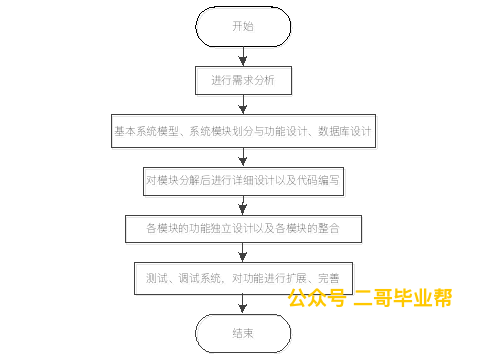 开始
进行需求分析
基本系统模型、系统模块划分与功能设计、数据库设计
对模块分解后进行详细设计以及代码编写
各模块的功能独立设计以及各模块的整合
测试、调试系统，对功能进行扩展、完善
公众号 二哥毕业帮
结束